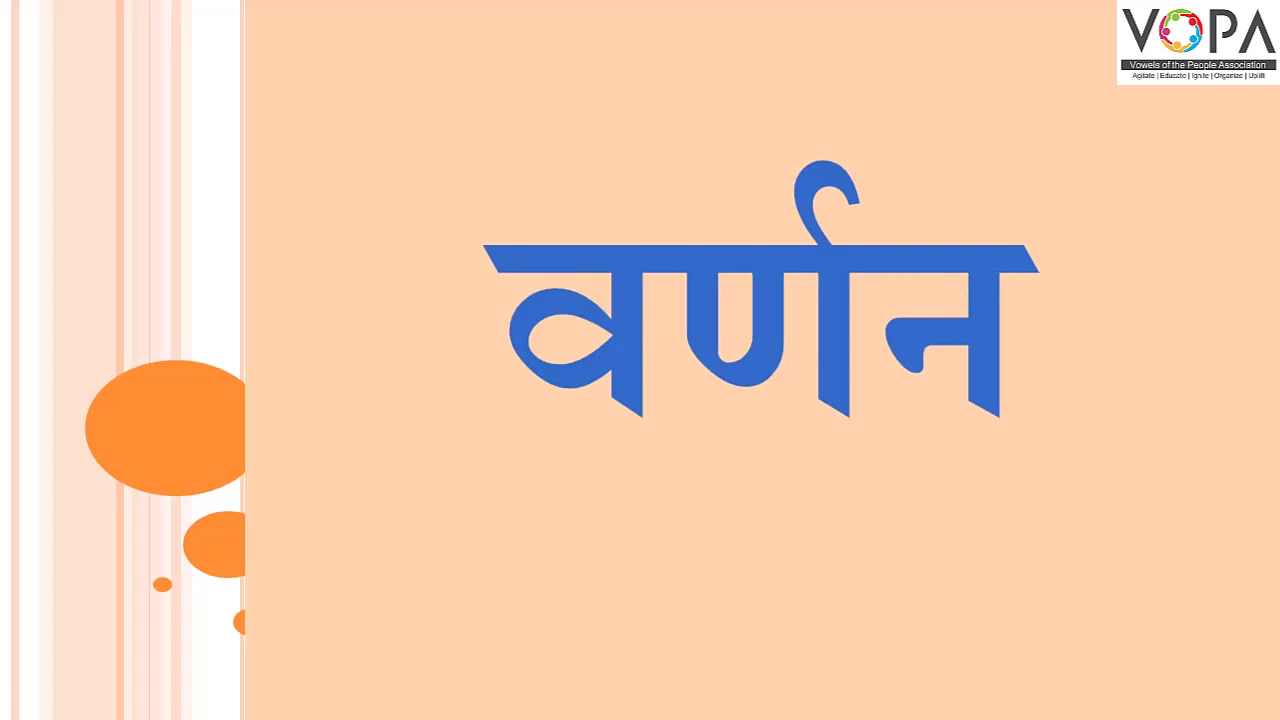 VOPA
Vowels of the People Association
Agitate | Educate | Ignite | Organize | Uplift
वर्णन